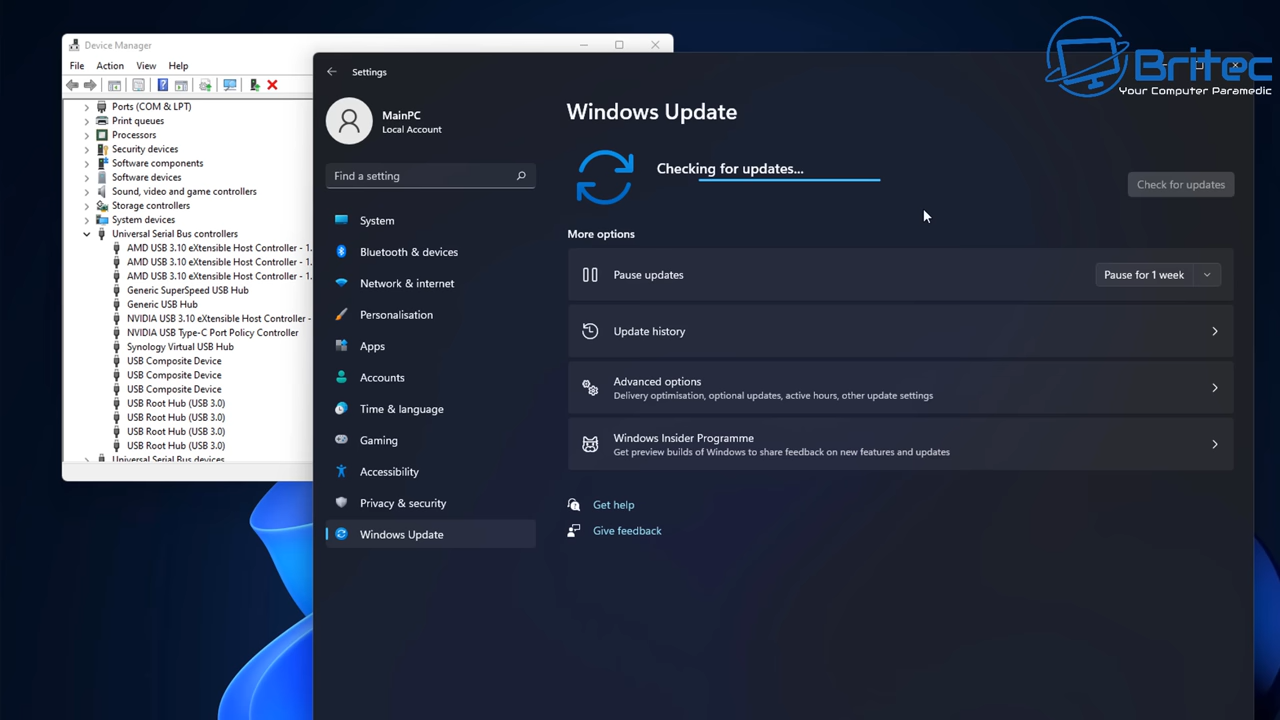 Device Manager
File Action View Help
Ports (COM & LPT)
Print queues
Processors
Security devices
Software components
Software devices
Sound, video and game controllers
Storage controllers
System devices
Universal Serial Bus controllers
AMD USB 3.10 eXtensible Host Controller - 1.
AMD USB 3.10 eXtensible Host Controller - 1.
AMD USB 3.10 eXtensible Host Controller - 1.
Generic SuperSpeed USB Hub
Generic USB Hub
NVIDIA USB 3.10 eXtensible Host Controller -
NVIDIA USB Type-C Port Policy Controller
Synology Virtual USB Hub
USB Composite Device
USB Composite Device
USB Composite Device
USB Root Hub (USB 3.0)
USB Root Hub (USB 3.0)
USB Root Hub (USB 3.0)
USB Root Hub (USB 3.0)
Universal Serial Bus devices
Settings
MainPC
Local Account
Find a setting
System
Bluetooth & devices
Network & internet
Personalisation
Apps
Accounts
Time & language
Gaming
Accessibility
Privacy & security
Windows Update
Windows Update
Checking for updates...
Check for updates
More options
Pause updates
Pause for 1 week
Update history
Advanced options
Delivery optimisation, optional updates, active hours, other update settings
Windows Insider Programme
Get preview builds of Windows to share feedback on new features and updates
Get help
Give feedback
Britec
Your Computer Paramedic